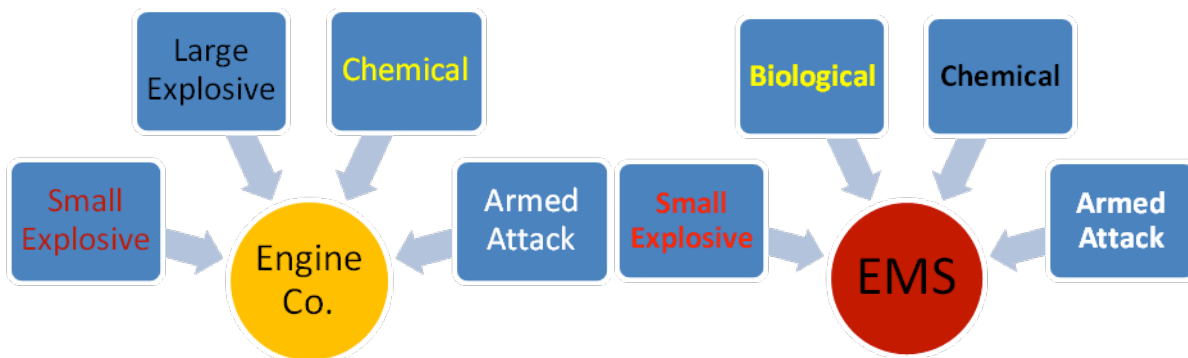 Large
Explosive
Chemical
Small
Explosive
Armed
Attack
Engine
Co.
Biological
Chemical
Small
Explosive
Armed
Attack
EMS